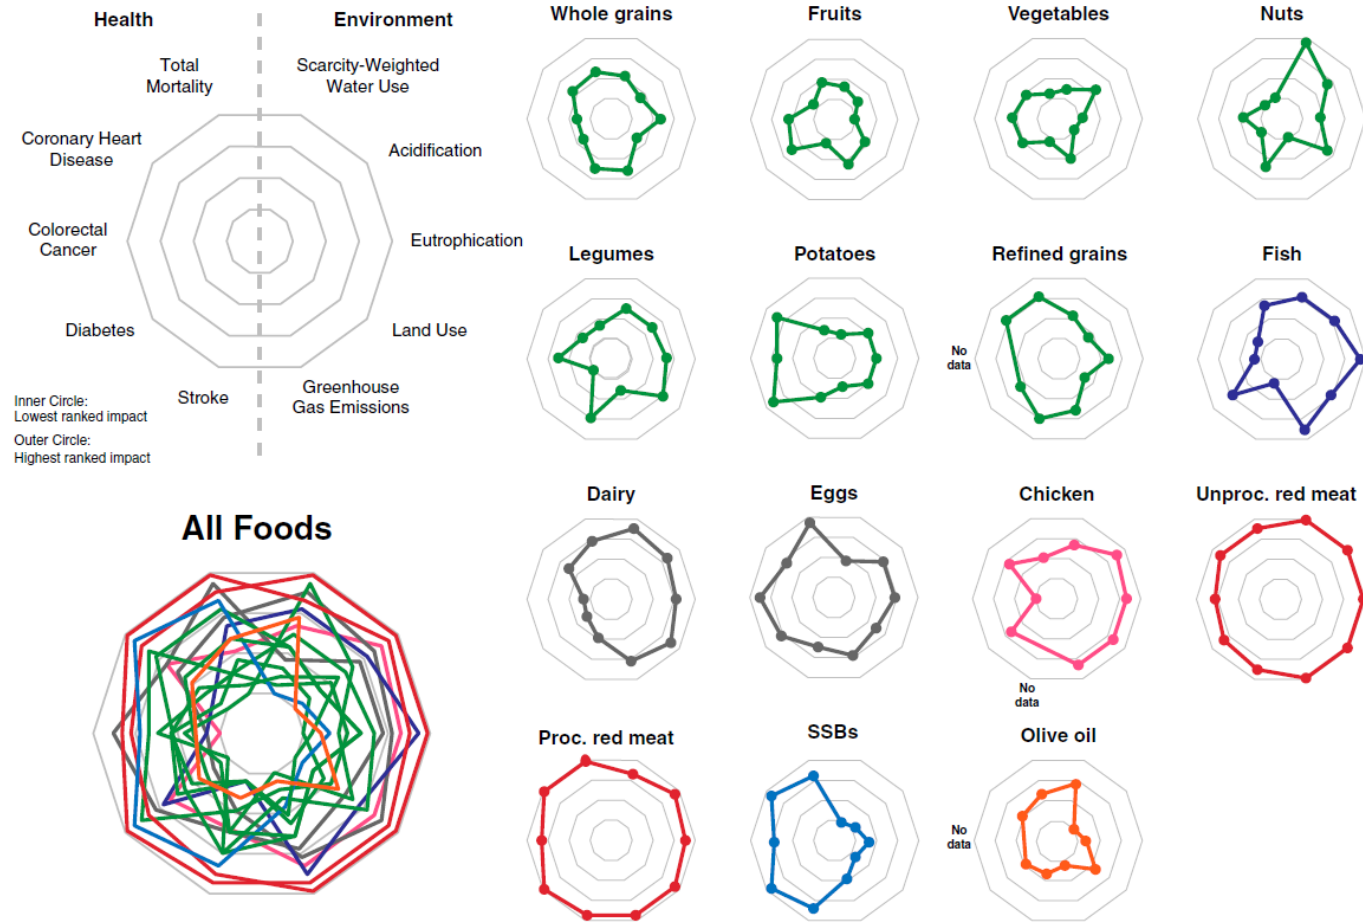 Health
Environment
Total
Mortality
Scarcity-Weighted
Water Use
Coronary Heart
Disease
Acidification
Colorectal
Cancer
Eutrophication
Diabetes
Land Use
Stroke
Greenhouse
Gas Emissions
Inner Circle:
Lowest ranked impact
Outer Circle:
Highest ranked impact
All Foods
Whole grains
Fruits
Vegetables
Nuts
Legumes
Potatoes
Refined grains
No
data
Fish
Dairy
Eggs
Chicken
No
data
Unproc. red meat
Proc. red meat
SSBs
Olive oil
No
data